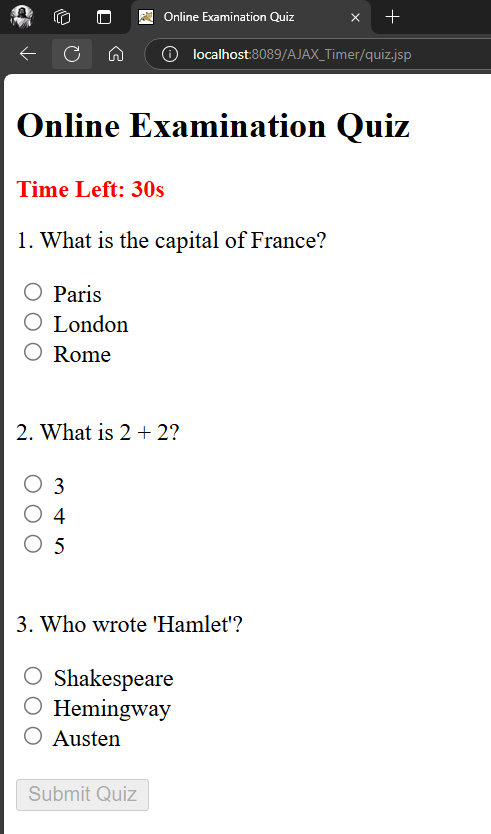 Online Examination Quiz
localhost:8089/AJAX_Timer/quiz.jsp
Online Examination Quiz
Time Left: 30s
1. What is the capital of France?
Paris
London
Rome
2. What is 2 + 2?
3
4
5
3. Who wrote 'Hamlet'?
Shakespeare
Hemingway
Austen
Submit Quiz